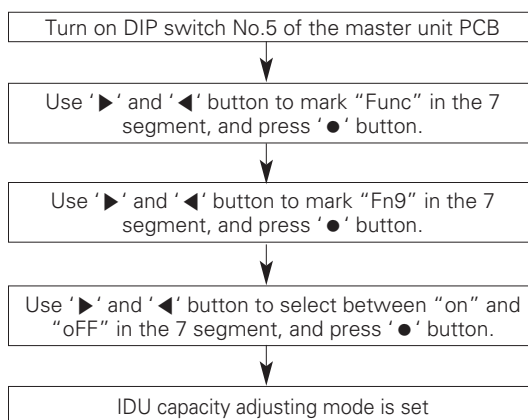 Turn on DIP switch No.5 of the master unit PCB
Use ‘▶‘ and ‘◀‘ button to mark “Func” in the 7
segment, and press ‘●‘ button.
Use ‘▶‘ and ‘◀‘ button to mark “Fn9” in the 7
segment, and press ‘●‘ button.
Use ‘▶‘ and ‘◀‘ button to select between “on” and
“oFF” in the 7 segment, and press ‘●‘ button.
IDU capacity adjusting mode is set